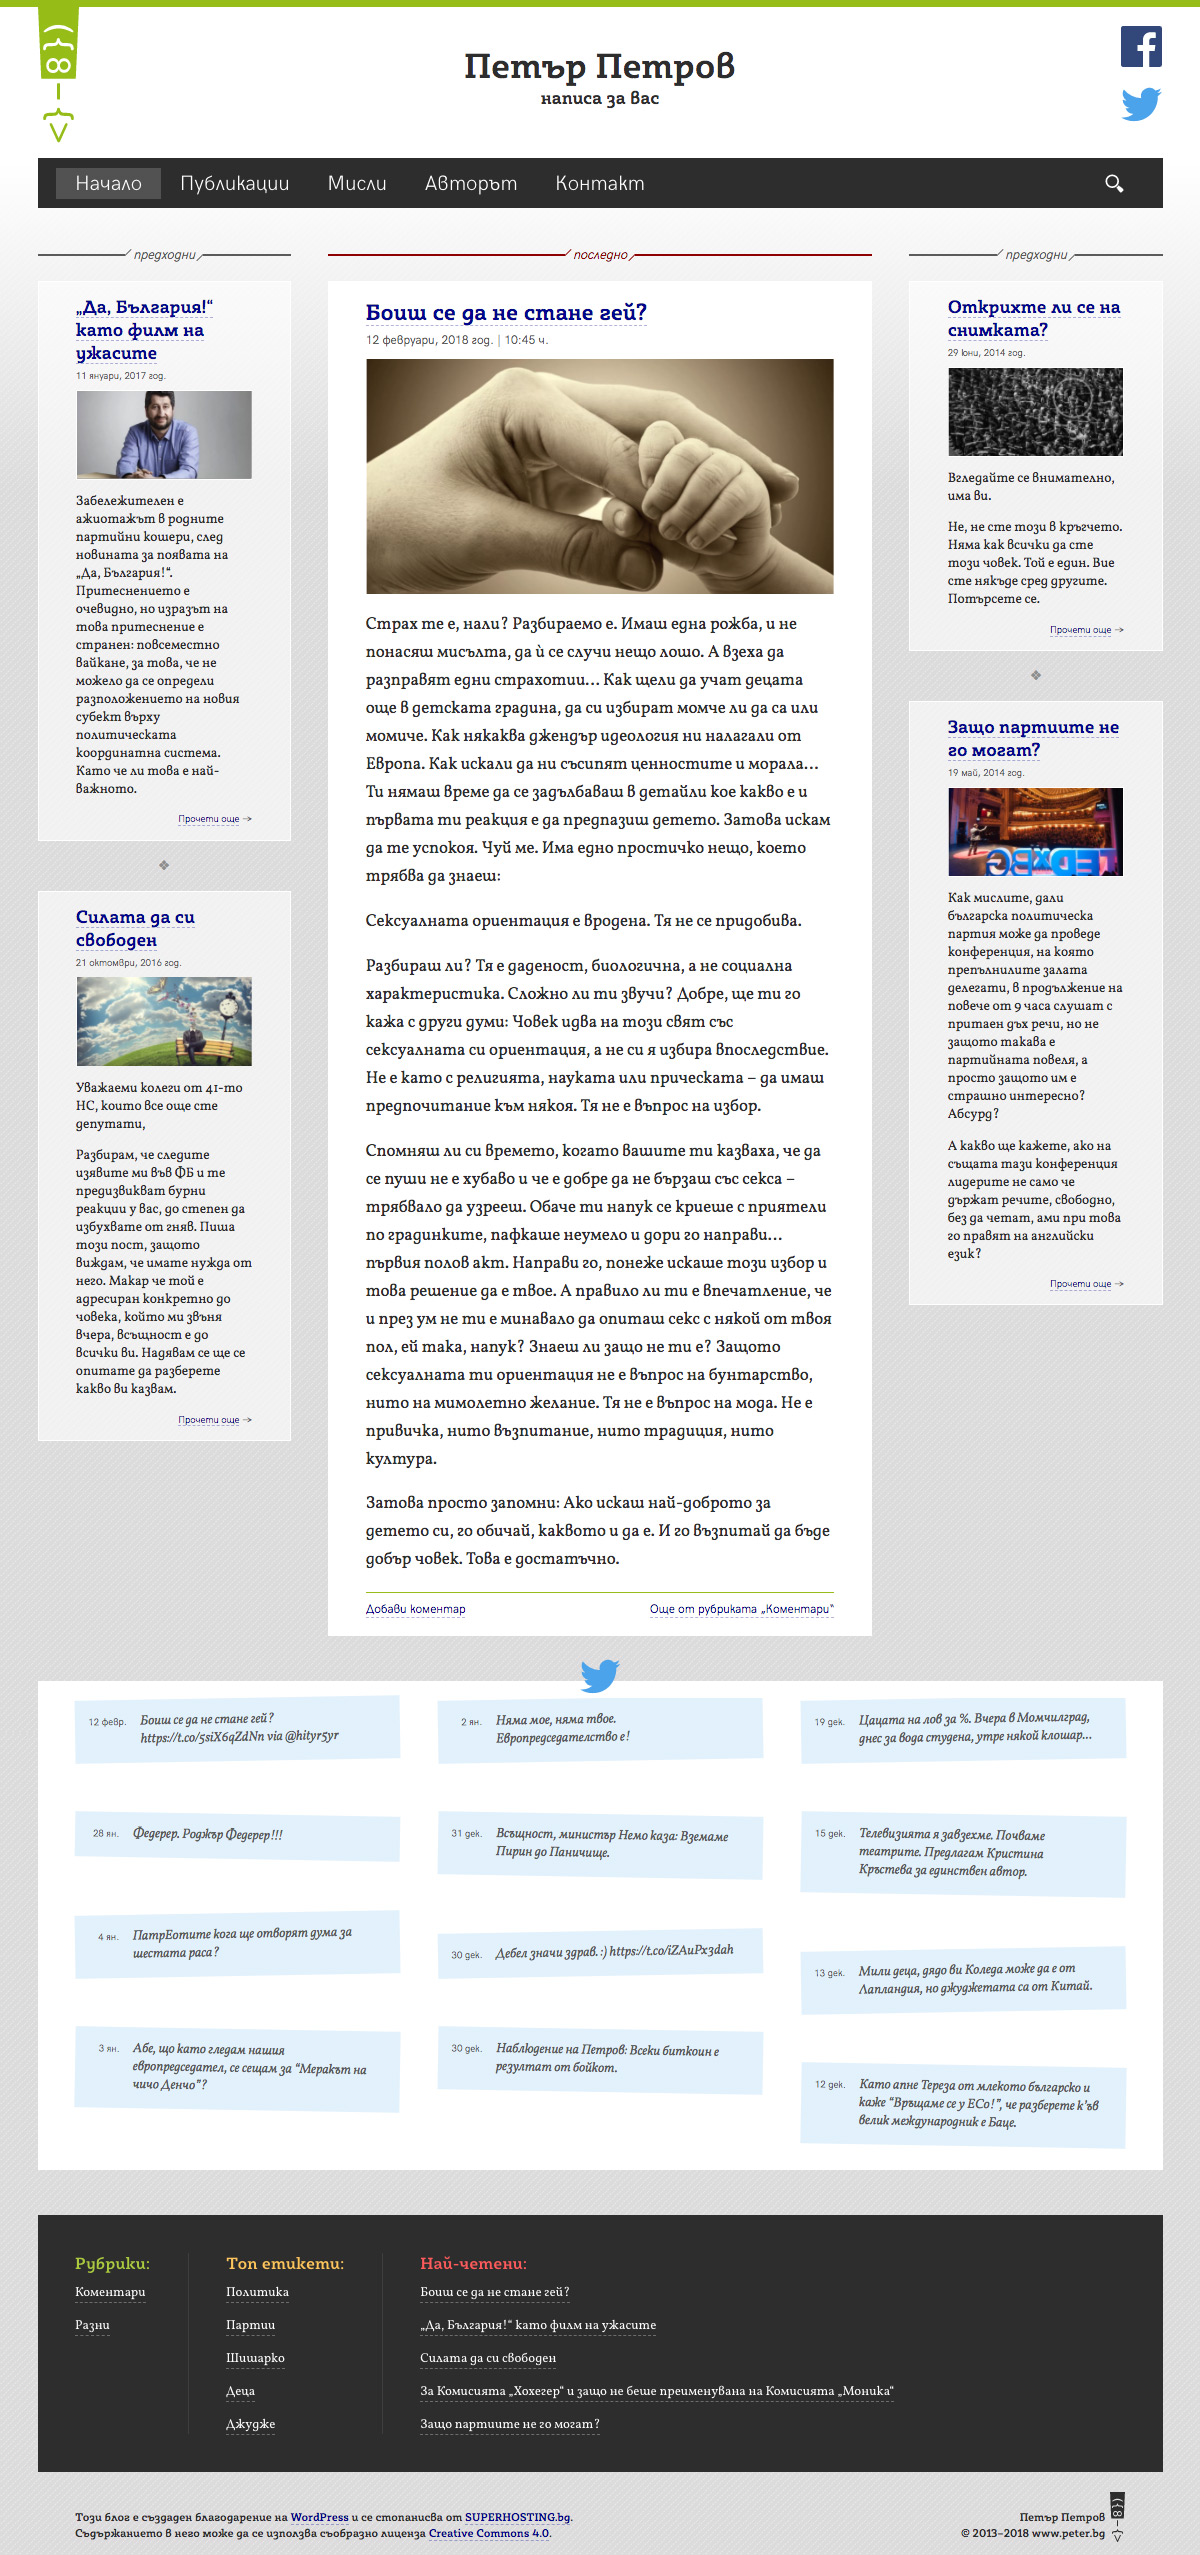 Петър Петров
написа за вас
Начало Публикации Мисли Авторът Контакт
предходни
„Да, България!“
като филм на
ужасите
11 януари, 2017 год.
Забележителен е
ажиотажът в родните
партийни кошери, след
новината за появата на
„Да, България!“.
Притеснението е
очевидно, но изразът на
това притеснение е
странен: повсеместно
вайкане, за това, че не
можело да се определи
разположението на новия
субект върху
политическата
координатна система.
Като че ли това е най-
важното.
Прочети още →
❖
Силата да си
свободен
21 октомври, 2016 год.
Уважаеми колеги от 41-то
НС, които все още сте
депутати,
Разбирам, че следите
изявите ми във ФБ и те
предизвикват бурни
реакции у вас, до степен да
избухвате от гняв. Пиша
този пост, защото
виждам, че имате нужда от
него. Макар че той е
адресиран конкретно до
човека, който ми звъня
вчера, всъщност е до
всички ви. Надявам се ще се
опитате да разберете
какво ви казвам.
Прочети още →
последно
Боиш се да не стане гей?
12 февруари, 2018 год. | 10:45 ч.
Страх те е, нали? Разбираемо е. Имаш една рожба, и не
понасяш мисълта, да ѝ се случи нещо лошо. А взеха да
разправят едни страхотии… Как щели да учат децата
още в детската градина, да си избират момче ли да са или
момиче. Как някаква джендър идеология ни налагали от
Европа. Как искали да ни съсипят ценностите и морала…
Ти нямаш време да се задълбаваш в детайли кое какво е и
първата ти реакция е да предпазиш детето. Затова искам
да те успокоя. Чуй ме. Има едно простичко нещо, което
трябва да знаеш:
Сексуалната ориентация е вродена. Тя не се придобива.
Разбираш ли? Тя е даденост, биологична, а не социална
характеристика. Сложно ли ти звучи? Добре, ще ти го
кажа с други думи: Човек идва на този свят със
сексуалната си ориентация, а не си я избира впоследствие.
Не е като с религията, науката или прическата – да имаш
предпочитание към някоя. Тя не е въпрос на избор.
Спомняш ли си времето, когато вашите ти казваха, че да
се пуши не е хубаво и че е добре да не бързаш със секса –
трябвало да узрееш. Обаче ти напук се криеше с приятели
по градинките, пафкаше неумело и дори го направи…
първия полов акт. Направи го, понеже искаше този избор и
това решение да е твое. А правило ли ти е впечатление, че
и през ум не ти е минавало да опиташ секс с някой от твоя
пол, ей така, напук? Знаеш ли защо не ти е? Защото
сексуалната ти ориентация не е въпрос на бунтарство,
нито на мимолетно желание. Тя не е въпрос на мода. Не е
привичка, нито възпитание, нито традиция, нито
култура.
Затова просто запомни: Ако искаш най-доброто за
детето си, го обичай, каквото и да е. И го възпитай да бъде
добър човек. Това е достатъчно.
Добави коментар Още от рубриката „Коментари“
предходни
Открихте ли се на
снимката?
29 юни, 2014 год.
Вгледайте се внимателно,
има ви.
Не, не сте този в кръгчето.
Няма как всички да сте
този човек. Той е един. Вие
сте някъде сред другите.
Потърсете се.
Прочети още →
❖
Защо партиите не
го могат?
19 май, 2014 год.
TEDxBG
Как мислите, дали
българска политическа
партия може да проведе
конференция, на която
препълнилите залата
делегати, в продължение на
повече от 9 часа слушат с
притаен дъх речи, но не
защото такава е
партийната повеля, а
просто защото им е
страшно интересно?
Абсурд?
А какво ще кажете, ако на
същата тази конференция
лидерите не само че
държат речите, свободно,
без да четат, ами при това
го правят на английски
език?
Прочети още →
12 февр. Боиш се да не стане гей?
https://t.co/5siX6qZdNn via @hityr5yr
28 ян. Федерер. Роджър Федерер!!!
4 ян. ПатрЕотите кога ще отворят дума за
шестата раса?
3 ян. Абе, що като гледам нашия
европредседател, се сещам за “Меракът на
чичо Денчо”?
2 ян. Няма мое, няма твое.
Европредседателство е!
31 дек. Всъщност, министър Немо каза: Вземаме
Пирин до Паничище.
30 дек. Дебел значи здрав. :) https://t.co/iZAuPx3dah
30 дек. Наблюдение на Петров: Всеки биткоин е
резултат от бойкот.
19 дек. Цацата на лов за %. Вчера в Момчилград,
днес за вода студена, утре някой клошар…
15 дек. Телевизията я завзехме. Почваме
театрите. Предлагам Кристина
Кръстева за единствен автор.
13 дек. Мили деца, дядо ви Коледа може да е от
Лапландия, но джуджетата са от Китай.
12 дек. Като апне Тереза от млекото българско и
каже “Връщаме се у ЕСо!”, че разберете к'ъв
велик международник е Баце.
Рубрики:
Коментари
Разни
Топ етикети:
Политика
Партии
Шишарко
Деца
Джудже
Най-четени:
Боиш се да не стане гей?
„Да, България!“ като филм на ужасите
Силата да си свободен
За Комисията „Хохегер“ и защо не беше преименувана на Комисията „Моника“
Защо партиите не го могат?
Този блог е създаден благодарение на WordPress и се стопанисва от SUPERHOSTING.bg.
Съдържанието в него може да се използва съобразно лиценза Creative Commons 4.0.
Петър Петров
© 2013–2018 www.peter.bg